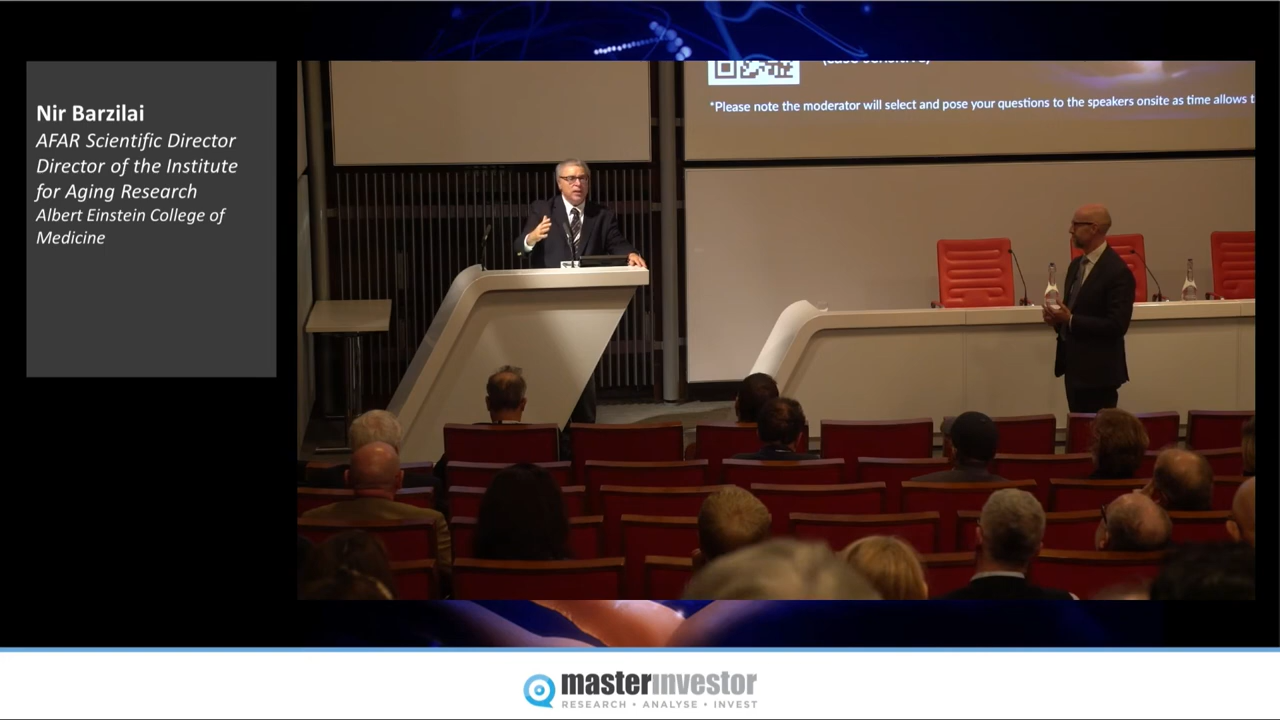 Nir Barzilai
AFAR Scientific Director
Director of the Institute
for Aging Research
Albert Einstein College of
Medicine
(case sensitive)
*Please note the moderator will select and pose your questions to the speakers onsite as time allows t
masterinvestor
RESEARCH • ANALYSE • INVEST